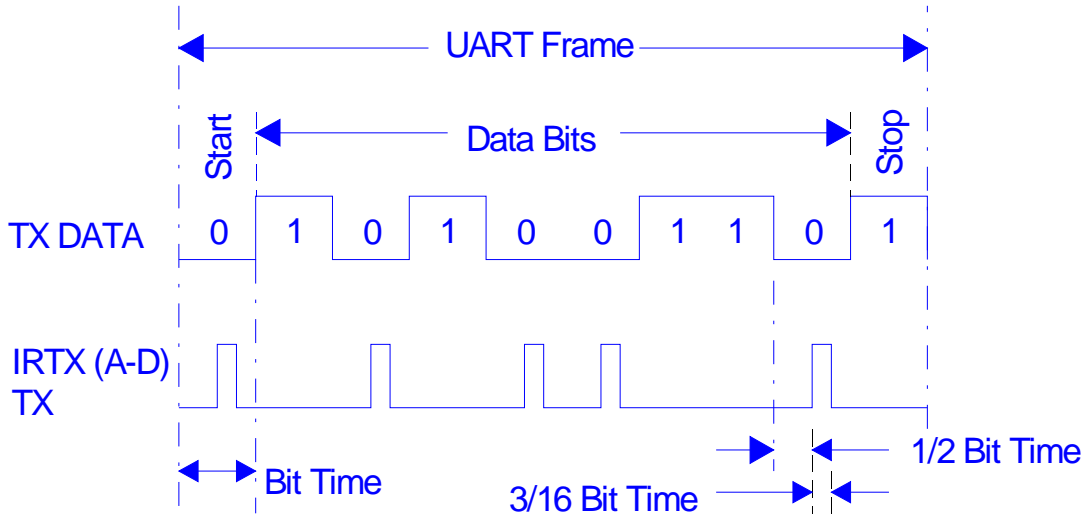 UART Frame
Start
Data Bits
Stop
TX DATA
0 1 0 1 0 0 1 1 0 1
IRTX (A-D)
TX
Bit Time
1/2 Bit Time
3/16 Bit Time